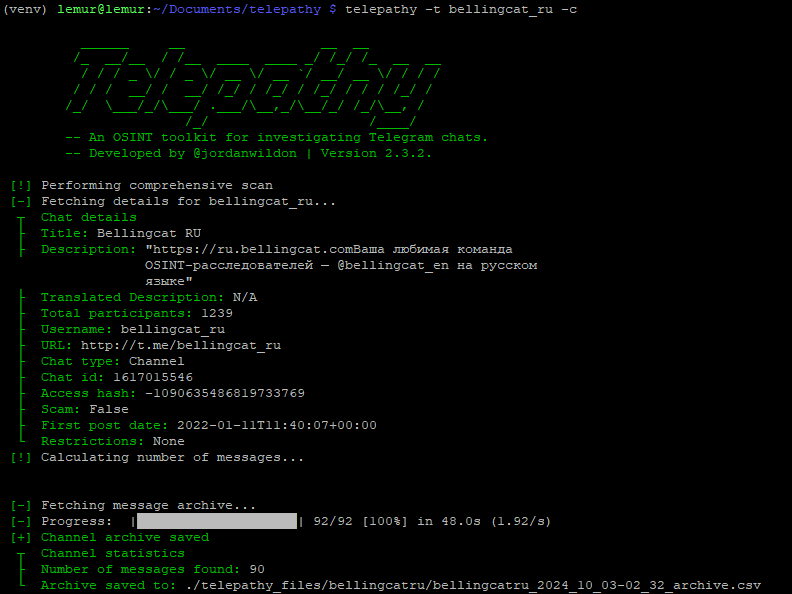 (venv) lemur@lemur:~/Documents/telepathy $ telepathy -t bellingcat_ru -c
Telepathy
-- An OSINT toolkit for investigating Telegram chats.
-- Developed by @jordanwildon | Version 2.3.2.
[!] Performing comprehensive scan
[-] Fetching details for bellingcat_ru...
┬ Chat details
├ Title: Bellingcat RU
├ Description: "https://ru.bellingcat.comВаша любимая команда
OSINT-расследователей — @bellingcat_en на русском
языке"
├ Translated Description: N/A
├ Total participants: 1239
├ Username: bellingcat_ru
├ URL: http://t.me/bellingcat_ru
├ Chat type: Channel
├ Chat id: 1617015546
├ Access hash: -1090635486819733769
├ Scam: False
├ First post date: 2022-01-11T11:40:07+00:00
└ Restrictions: None
[!] Calculating number of messages...
[-] Fetching message archive...
[-] Progress: |████████████████████| 92/92 [100%] in 48.0s (1.92/s)
[+] Channel archive saved
┬ Channel statistics
├ Number of messages found: 90
└ Archive saved to: ./telepathy_files/bellingcatru/bellingcatru_2024_10_03-02_32_archive.csv